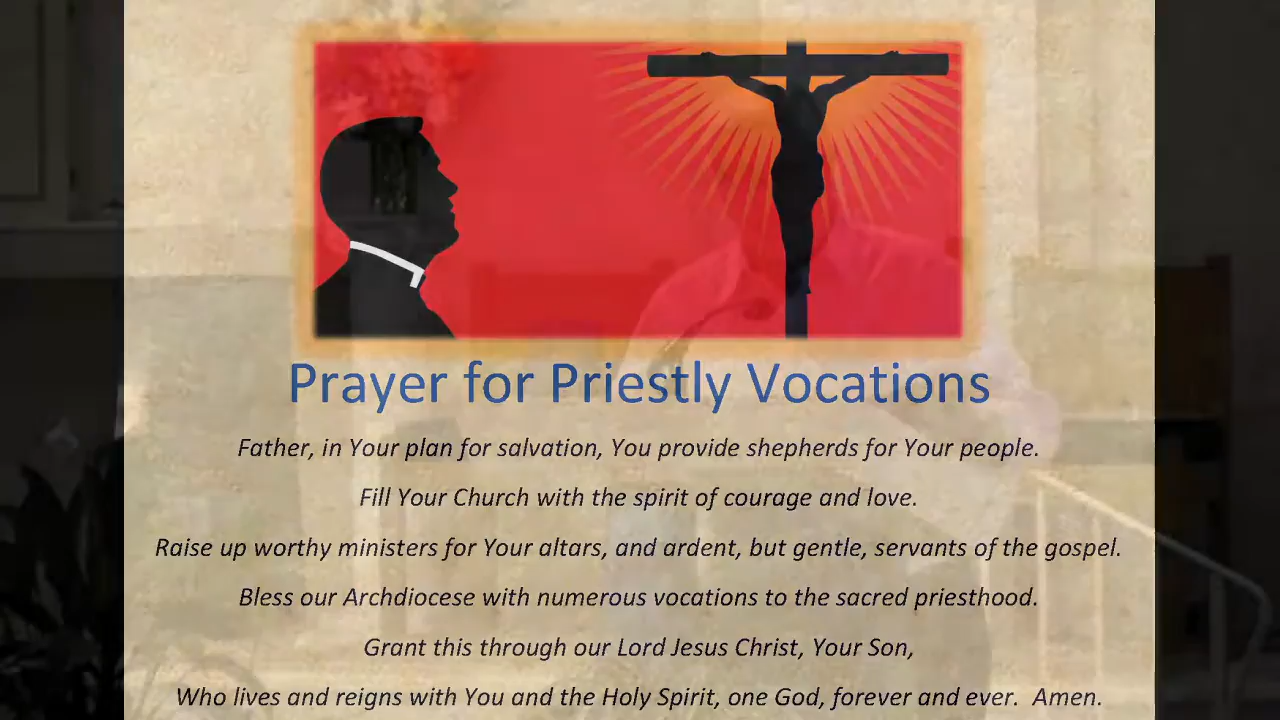 Prayer for Priestly Vocations
Father, in Your plan for salvation, You provide shepherds for Your people.
Fill Your Church with the spirit of courage and love.
Raise up worthy ministers for Your altars, and ardent, but gentle, servants of the gospel.
Bless our Archdiocese with numerous vocations to the sacred priesthood.
Grant this through our Lord Jesus Christ, Your Son,
Who lives and reigns with You and the Holy Spirit, one God, forever and ever.  Amen.